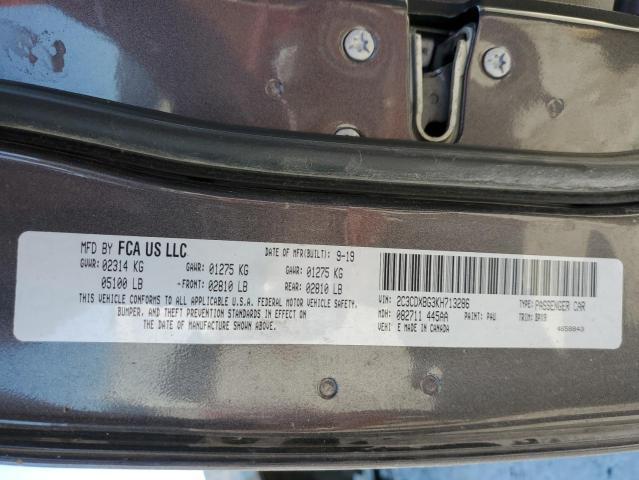 MFD BY FCA US LLC DATE OF MFR(BUILT): 9-19
GVWR: 02314 KG GAWR: 01275 KG GAWR: 01275 KG
05100 LB -FRONT: 02810 LB REAR: 02810 LB
THIS VEHICLE CONFORMS TO ALL APPLICABLE U.S.A. FEDERAL MOTOR VEHICLE SAFETY,
BUMPER, AND THEFT PREVENTION STANDARDS IN EFFECT ON
THE DATE OF MANUFACTURE SHOWN ABOVE.
VIN: 2C3CDXBG3KH713286 TYPE: PASSENGER CAR
MDH: 082711 445AA PAINT: PAU TRIM:
VEHI E MADE IN CANADA 4658843